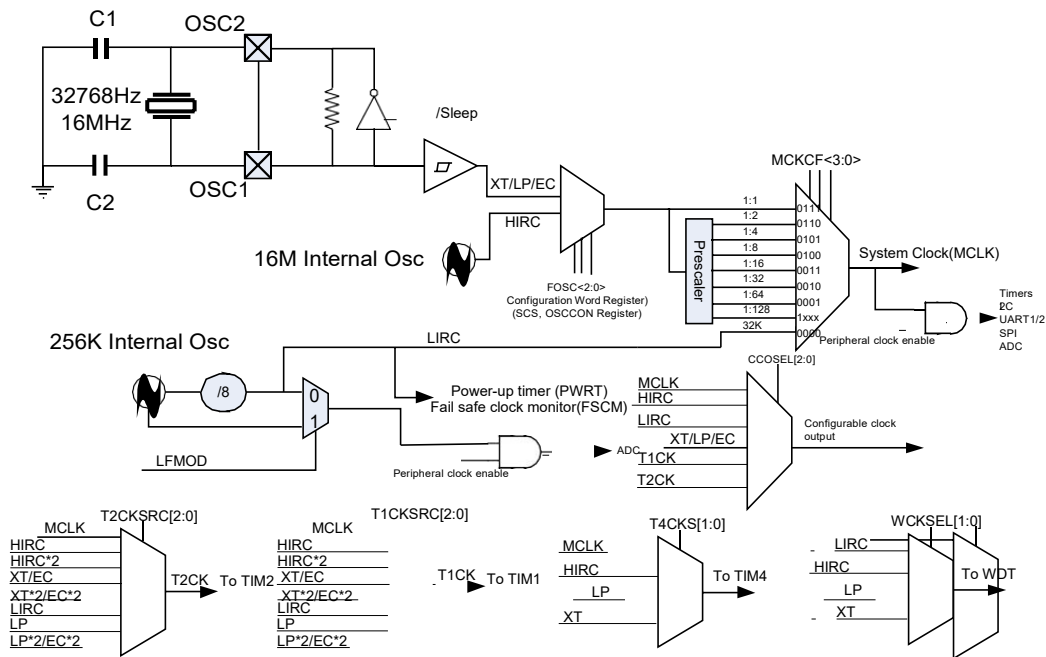 C1
OSC2
32768Hz
16MHz
/Sleep
C2
OSC1
MCKCF<3:0>
XT/LP/EC
HIRC
16M Internal Osc
FOSC<2:0>
Configuration Word Register)
(SCS, OSCCON Register)
Prescaler
1:1
1:2
1:4
1:8
1:16
1:32
1:64
1:128
32K
0111
0110
0101
0100
0011
0010
0001
1xxx
0000
System Clock(MCLK)
Peripheral clock enable
Timers
UART1/2
SPI
ADC
256K Internal Osc
LIRC
/8
0
1
LFMOD
Power-up timer (PWRT)
Fail safe clock monitor(FSCM)
Peripheral clock enable
ADC
CCOSEL[2:0]
MCLK
HIRC
LIRC
XT/LP/EC
T1CK
T2CK
Configurable clock
output
T2CKSRC[2:0]
MCLK
HIRC
HIRC*2
XT/EC
XT*2/EC*2
LIRC
LP
LP*2/EC*2
T2CK To TIM2
T1CKSRC[2:0]
MCLK
HIRC
HIRC*2
XT/EC
XT*2/EC*2
LIRC
LP
LP*2/EC*2
T1CK To TIM1
T4CKS[1:0]
MCLK
HIRC
LP
XT
To TIM4
WCKSEL[1:0]
LIRC
HIRC
LP
XT
To WDT